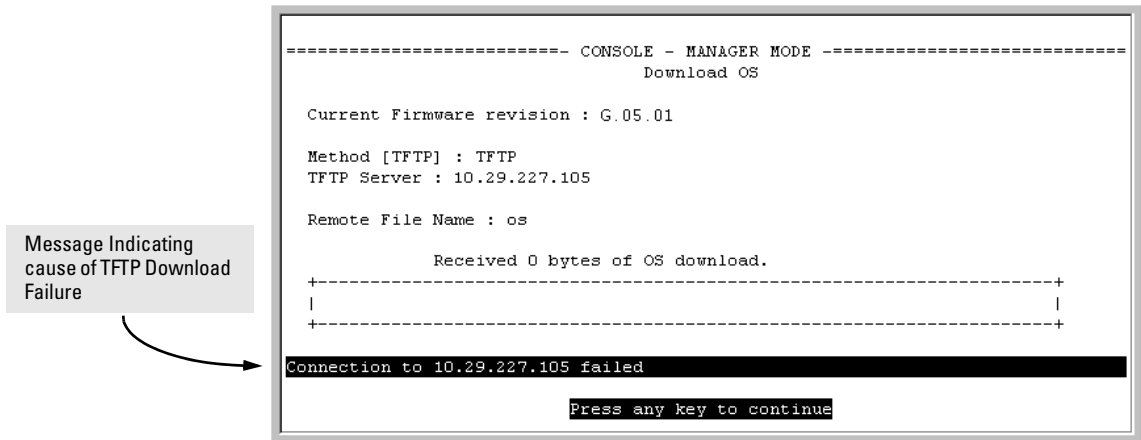 ===========================- CONSOLE - MANAGER MODE -============================
Download OS
Current Firmware revision : G.05.01
Method [TFTP] : TFTP
TFTP Server : 10.29.227.105
Remote File Name : os
Message Indicating
cause of TFTP Download
Failure
Received 0 bytes of OS download.
+-----------------------------------------------------------------------+
|                                                                       |
+-----------------------------------------------------------------------+
Connection to 10.29.227.105 failed
Press any key to continue